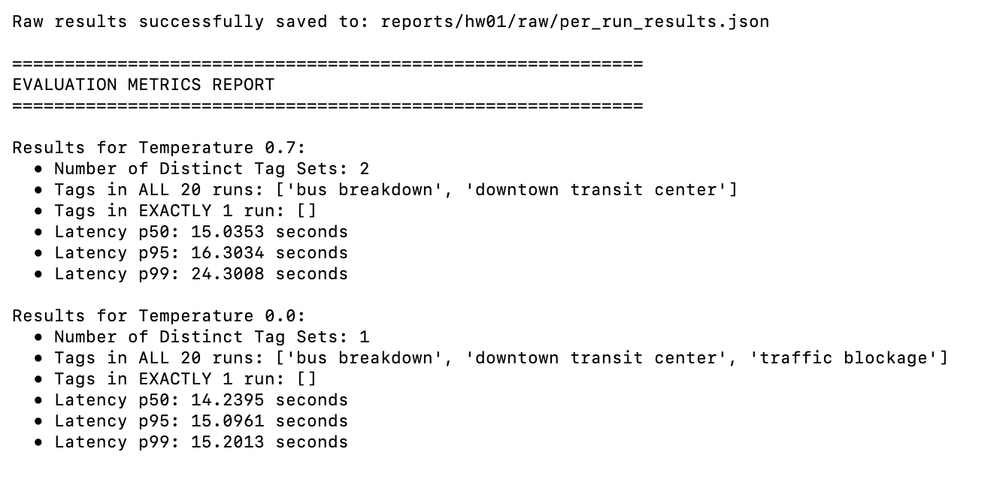 Raw results successfully saved to: reports/hw01/raw/per_run_results.json
============================================================
EVALUATION METRICS REPORT
============================================================
Results for Temperature 0.7:
• Number of Distinct Tag Sets: 2
• Tags in ALL 20 runs: ['bus breakdown', 'downtown transit center']
• Tags in EXACTLY 1 run: []
• Latency p50: 15.0353 seconds
• Latency p95: 16.3034 seconds
• Latency p99: 24.3008 seconds
Results for Temperature 0.0:
• Number of Distinct Tag Sets: 1
• Tags in ALL 20 runs: ['bus breakdown', 'downtown transit center', 'traffic blockage']
• Tags in EXACTLY 1 run: []
• Latency p50: 14.2395 seconds
• Latency p95: 15.0961 seconds
• Latency p99: 15.2013 seconds